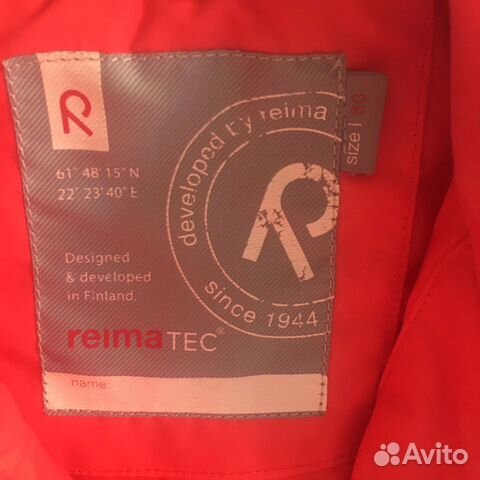 R
61° 48' 15" N
22° 23' 40" E
Designed
& developed
in Finland.
reimaTEC®
name:
developed by reima
R
since 1944
size | 80
Avito